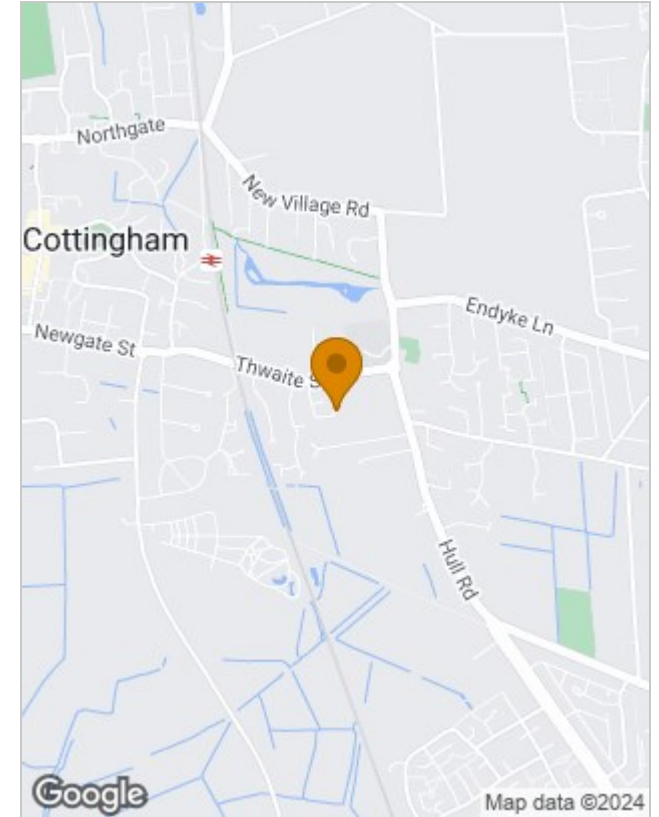 Northgate
New Village Rd
Cottingham
Endyke Ln
Newgate St
Thwaite S
Hull Rd
Google
Map data ©2024